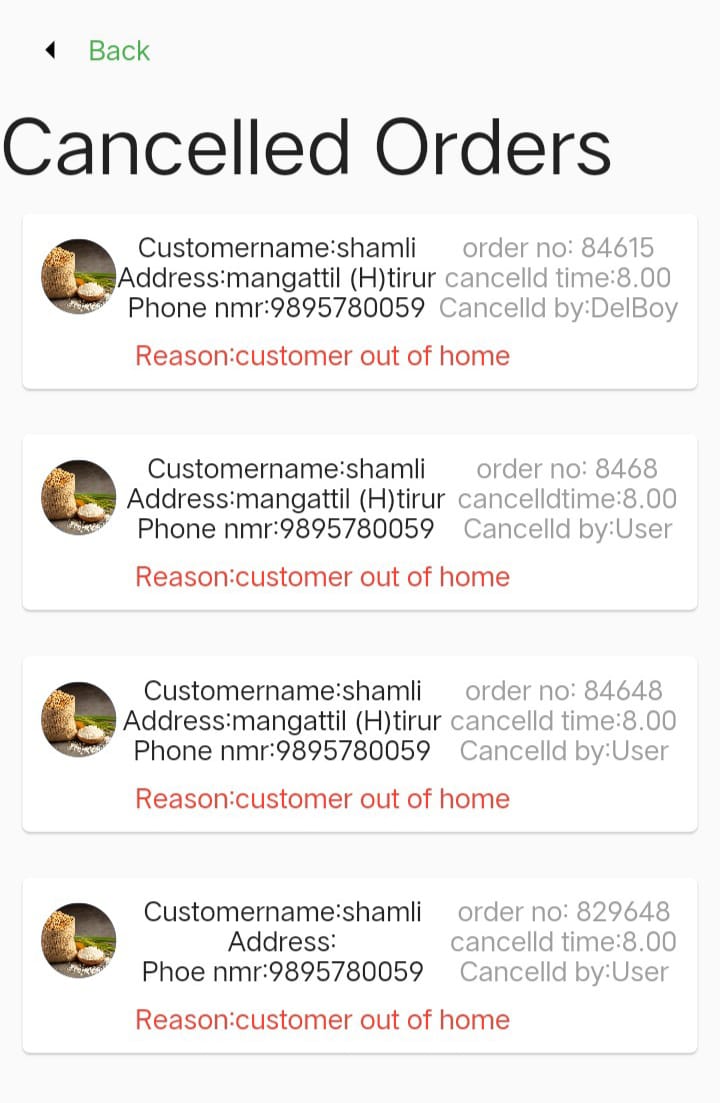 Back
Cancelled Orders
Customername:shamli order no: 84615
Address:mangattil (H)tirur cancelld time:8.00
Phone nmr:9895780059 Cancelld by:DelBoy
Reason:customer out of home
Customername:shamli order no: 8468
Address:mangattil (H)tirur cancelldtime:8.00
Phone nmr:9895780059 Cancelld by:User
Reason:customer out of home
Customername:shamli order no: 84648
Address:mangattil (H)tirur cancelld time:8.00
Phone nmr:9895780059 Cancelld by:User
Reason:customer out of home
Customername:shamli order no: 829648
Address: cancelld time:8.00
Phoe nmr:9895780059 Cancelld by:User
Reason:customer out of home